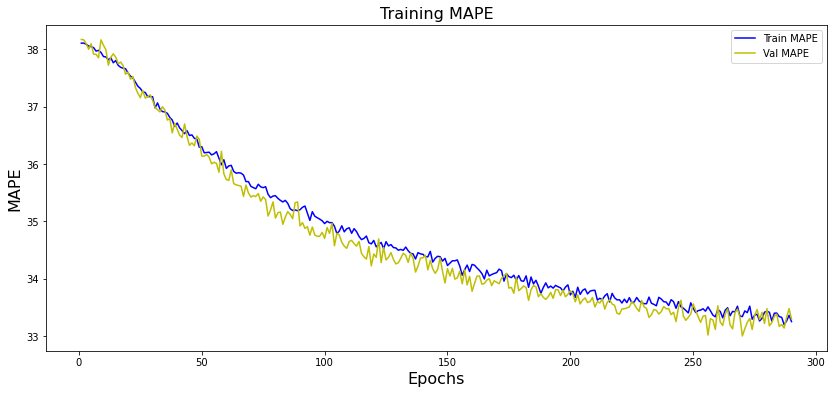 Training MAPE
Train MAPE
Val MAPE
MAPE
38
37
36
35
34
33
0 50 100 150 200 250 300
Epochs